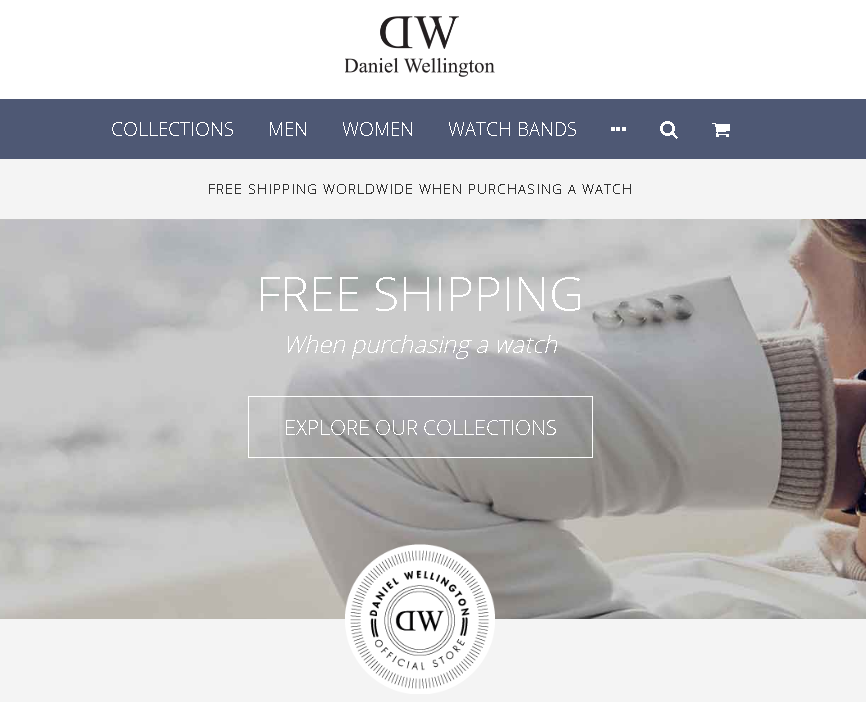 DW
Daniel Wellington
COLLECTIONS MEN WOMEN WATCH BANDS
FREE SHIPPING WORLDWIDE WHEN PURCHASING A WATCH
FREE SHIPPING
When purchasing a watch
EXPLORE OUR COLLECTIONS
DANIEL WELLINGTON
DW
OFFICIAL STORE